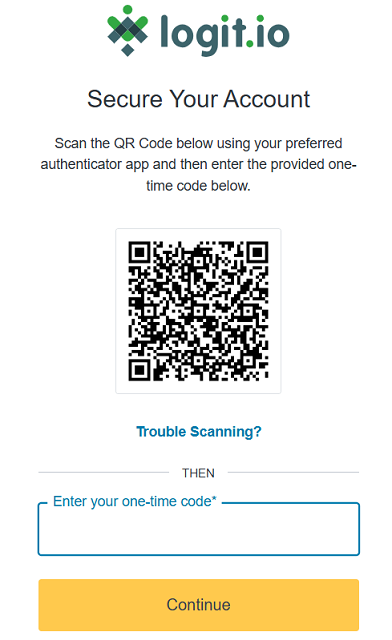 logit.io
Secure Your Account
Scan the QR Code below using your preferred
authenticator app and then enter the provided one-
time code below.
Trouble Scanning?
THEN
Enter your one-time code*
Continue